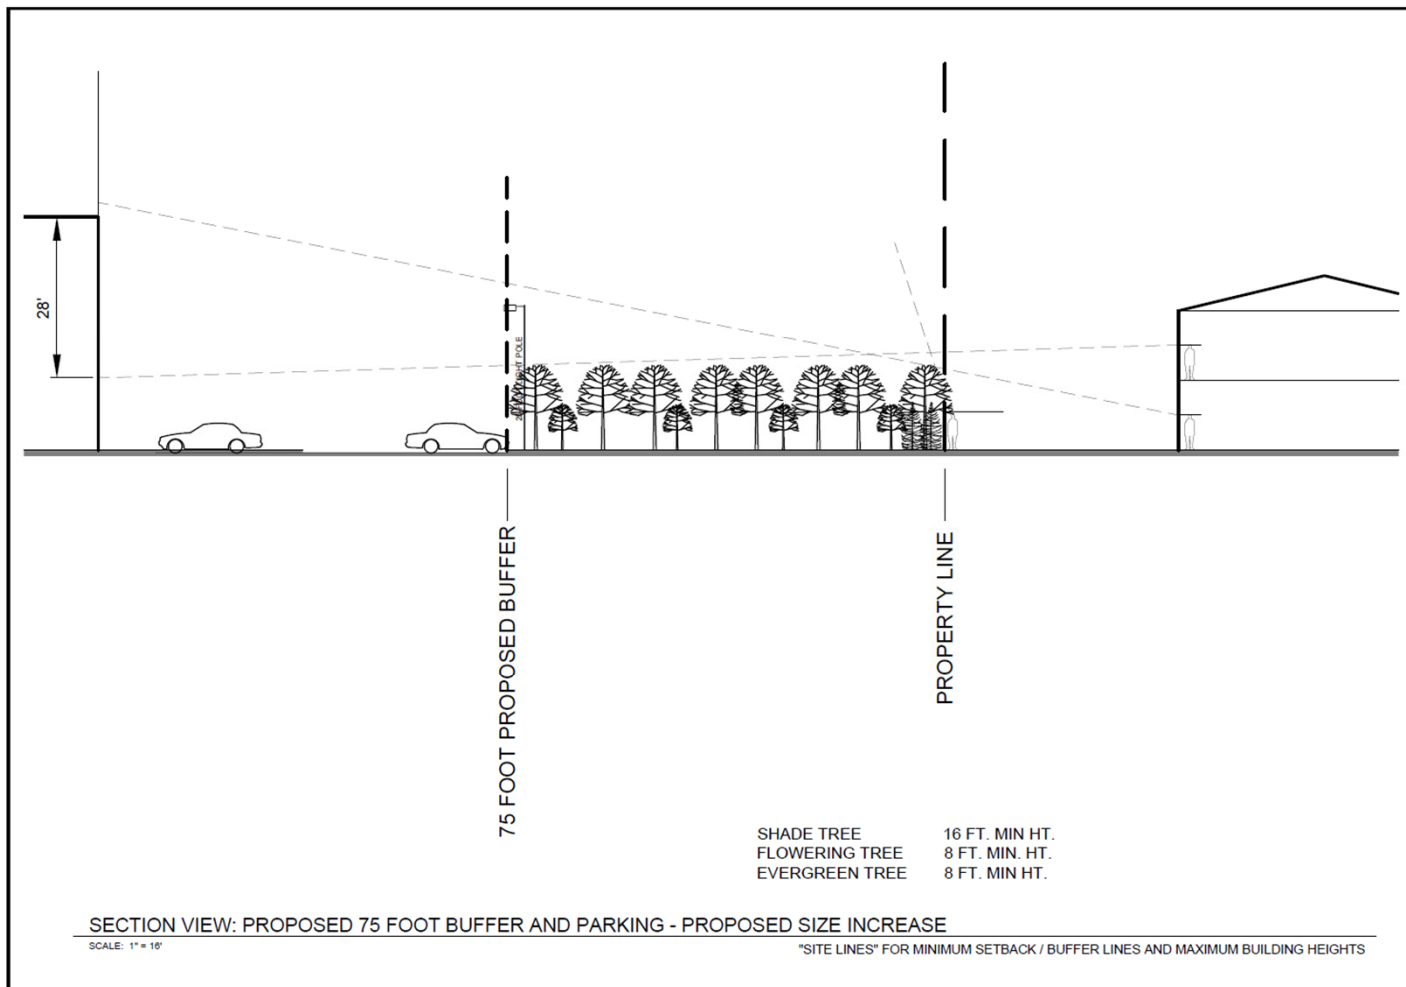 28'
LIGHT POLE
75 FOOT PROPOSED BUFFER
PROPERTY LINE
SHADE TREE 16 FT. MIN HT.
FLOWERING TREE 8 FT. MIN. HT.
EVERGREEN TREE 8 FT. MIN HT.
SECTION VIEW: PROPOSED 75 FOOT BUFFER AND PARKING - PROPOSED SIZE INCREASE
SCALE: 1" = 16'
"SITE LINES" FOR MINIMUM SETBACK / BUFFER LINES AND MAXIMUM BUILDING HEIGHTS